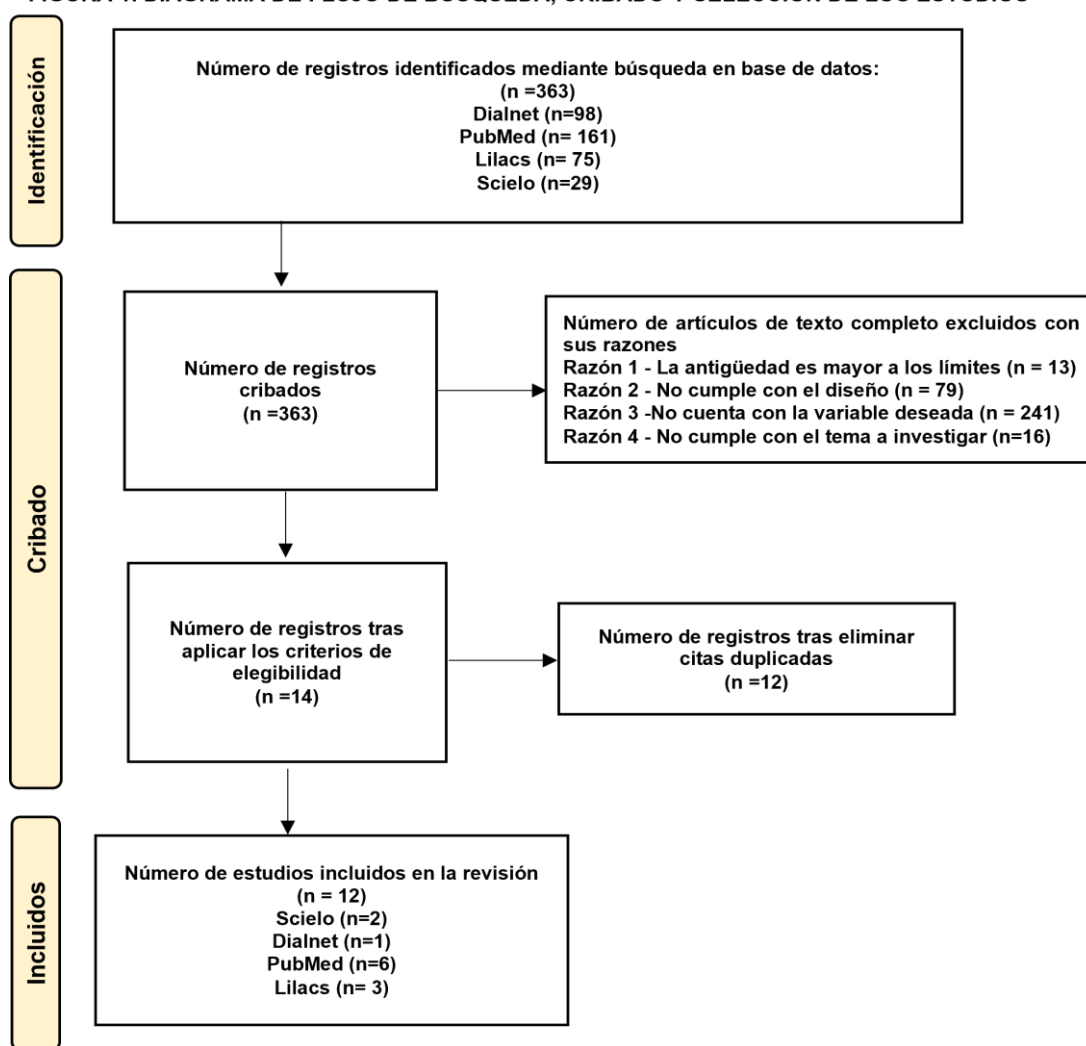 Identificación
Número de registros identificados mediante búsqueda en base de datos:
(n =363)
Dialnet (n=98)
PubMed (n= 161)
Lilacs (n= 75)
Scielo (n=29)
Cribado
Número de registros
cribados
(n =363)
Número de artículos de texto completo excluidos con
sus razones
Razón 1 - La antigüedad es mayor a los límites (n = 13)
Razón 2 - No cumple con el diseño (n = 79)
Razón 3 -No cuenta con la variable deseada (n = 241)
Razón 4 - No cumple con el tema a investigar (n=16)
Número de registros tras
aplicar los criterios de
elegibilidad
(n =14)
Número de registros tras eliminar
citas duplicadas
(n =12)
Incluidos
Número de estudios incluidos en la revisión
(n = 12)
Scielo (n=2)
Dialnet (n=1)
PubMed (n=6)
Lilacs (n= 3)